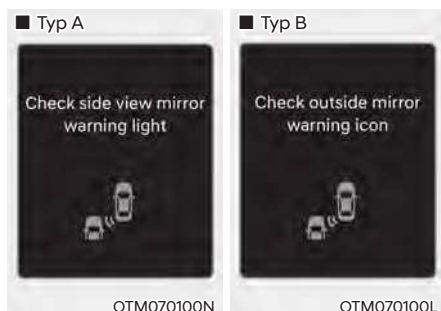 ■ Typ A
Check side view mirror
warning light
OTM070100N
■ Typ B
Check outside mirror
warning icon
OTM070100L